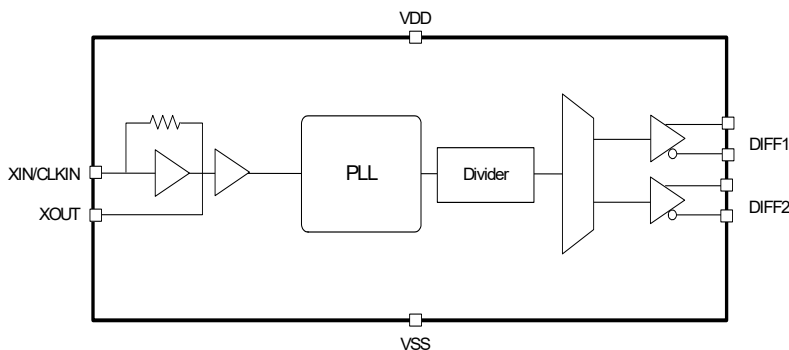 VDD
XIN/CLKIN
XOUT
PLL
Divider
DIFF1
DIFF2
VSS